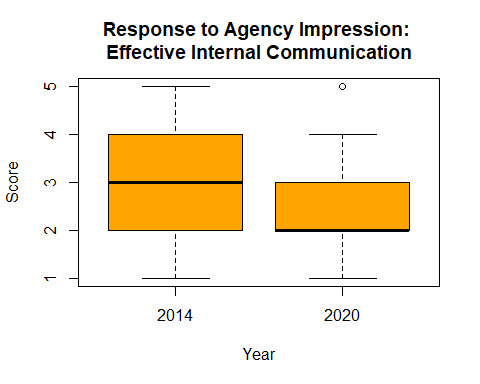 Response to Agency Impression:
Effective Internal Communication
5
4
3
2
1
Score
2014
2020
Year